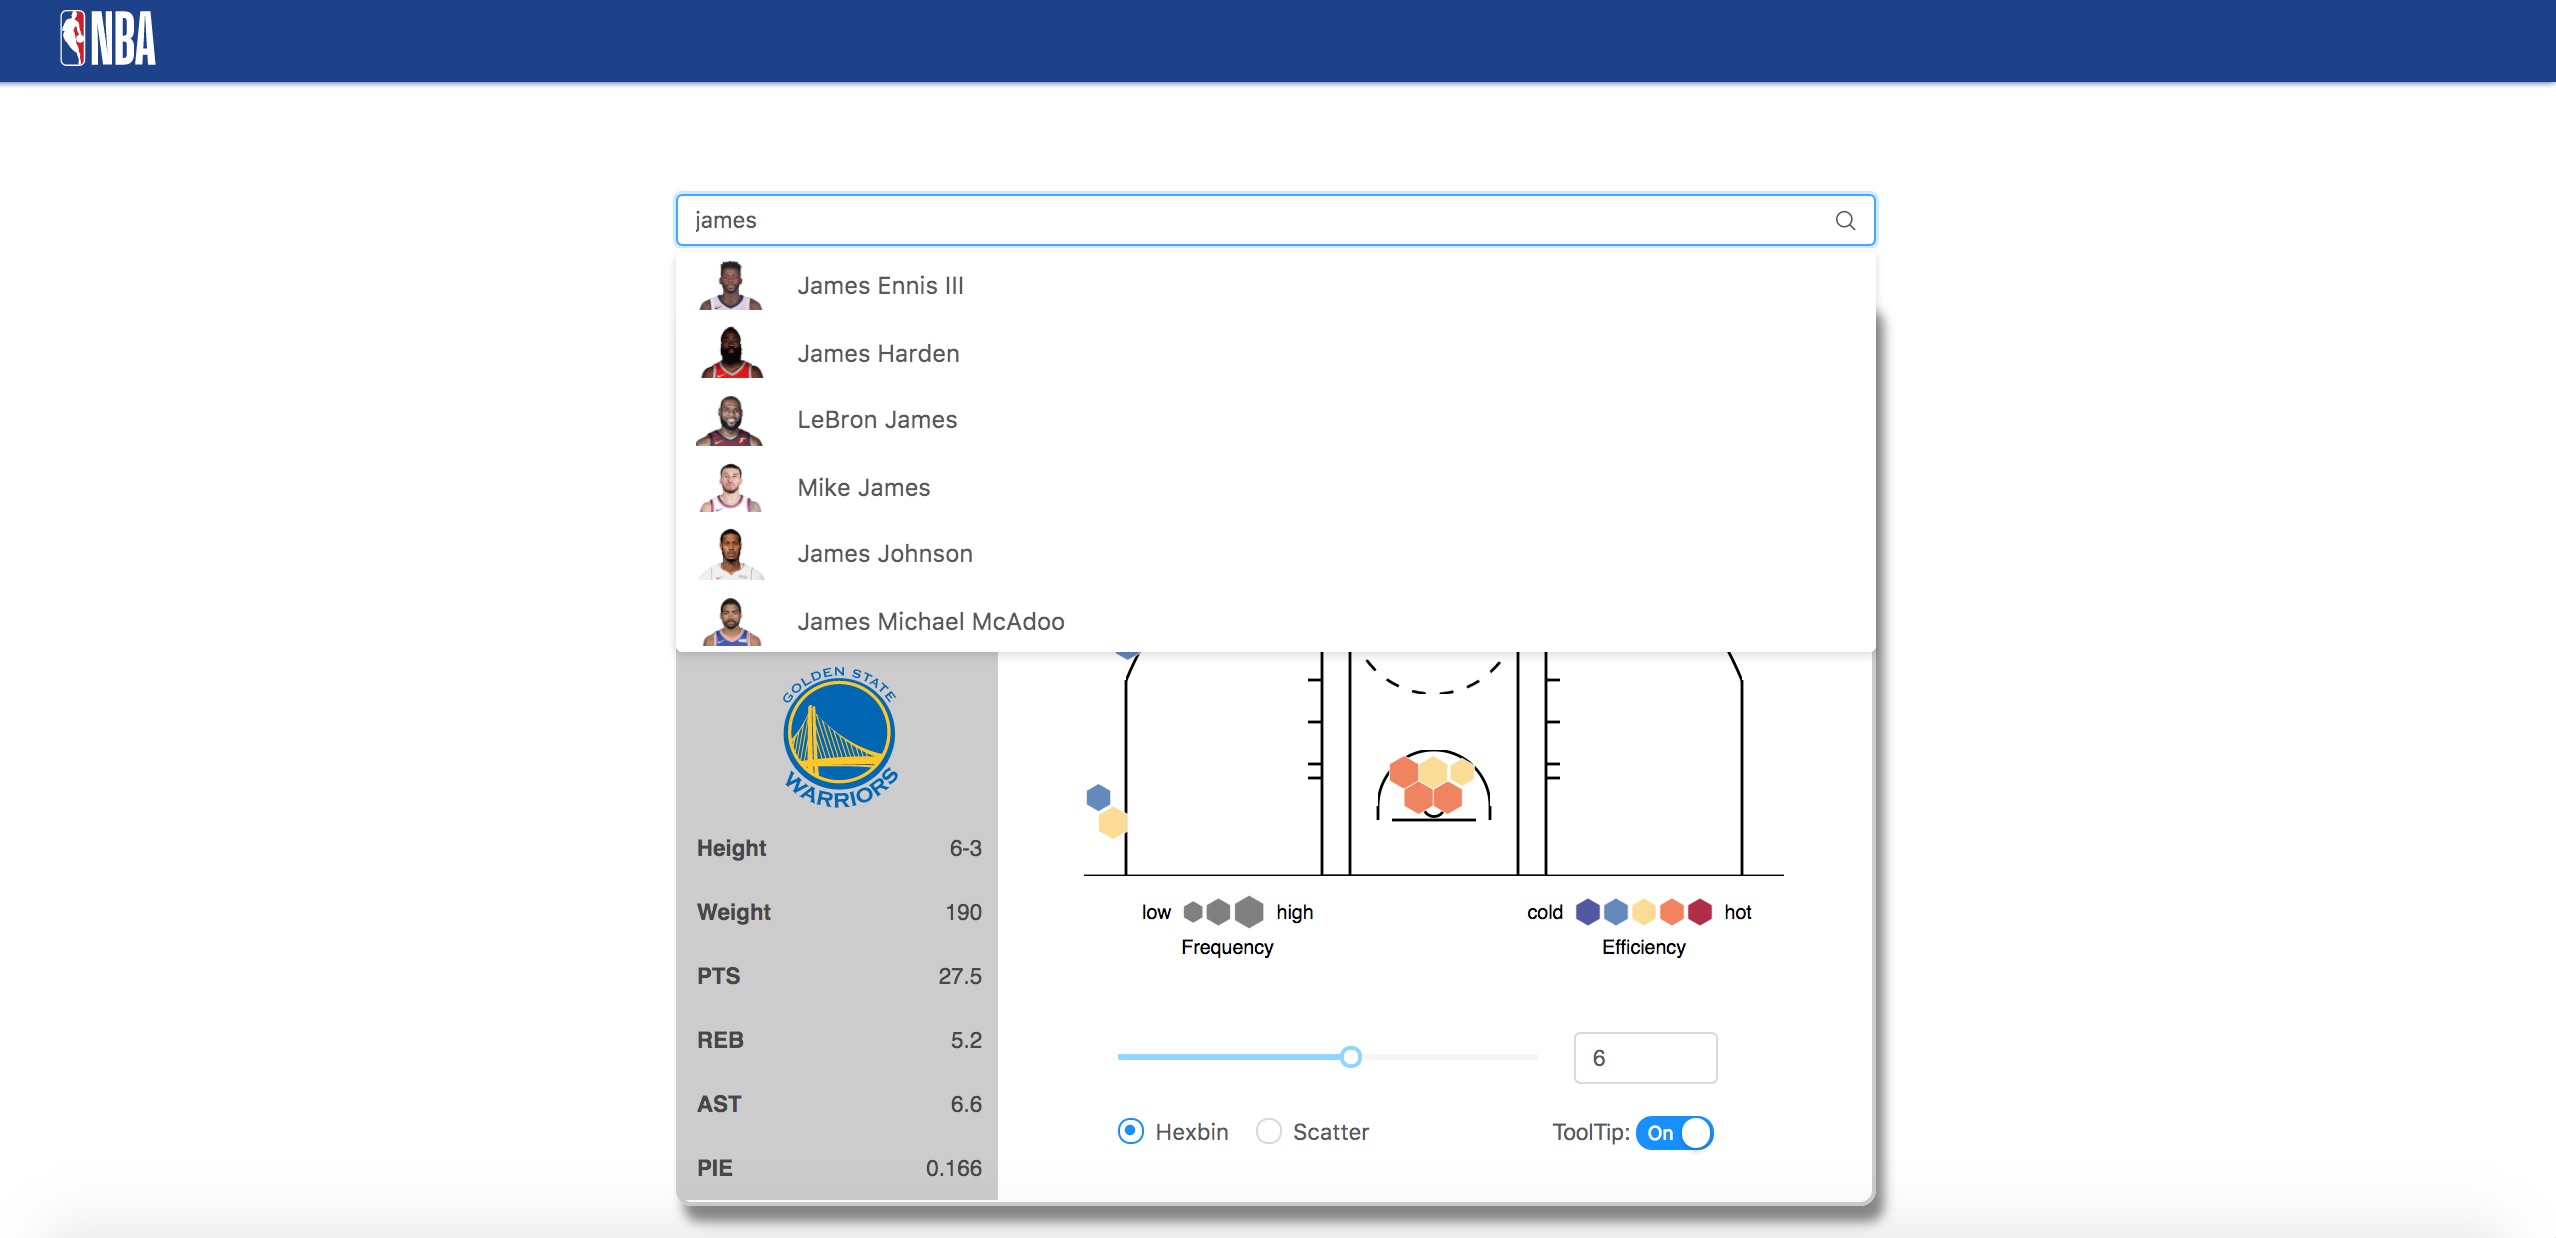 NBA
james
James Ennis III
James Harden
LeBron James
Mike James
James Johnson
James Michael McAdoo
GOLDEN STATE
WARRIORS
Height 6-3
Weight 190
PTS 27.5
REB 5.2
AST 6.6
PIE 0.166
low high
Frequency
cold hot
Efficiency
6
Hexbin Scatter ToolTip: On